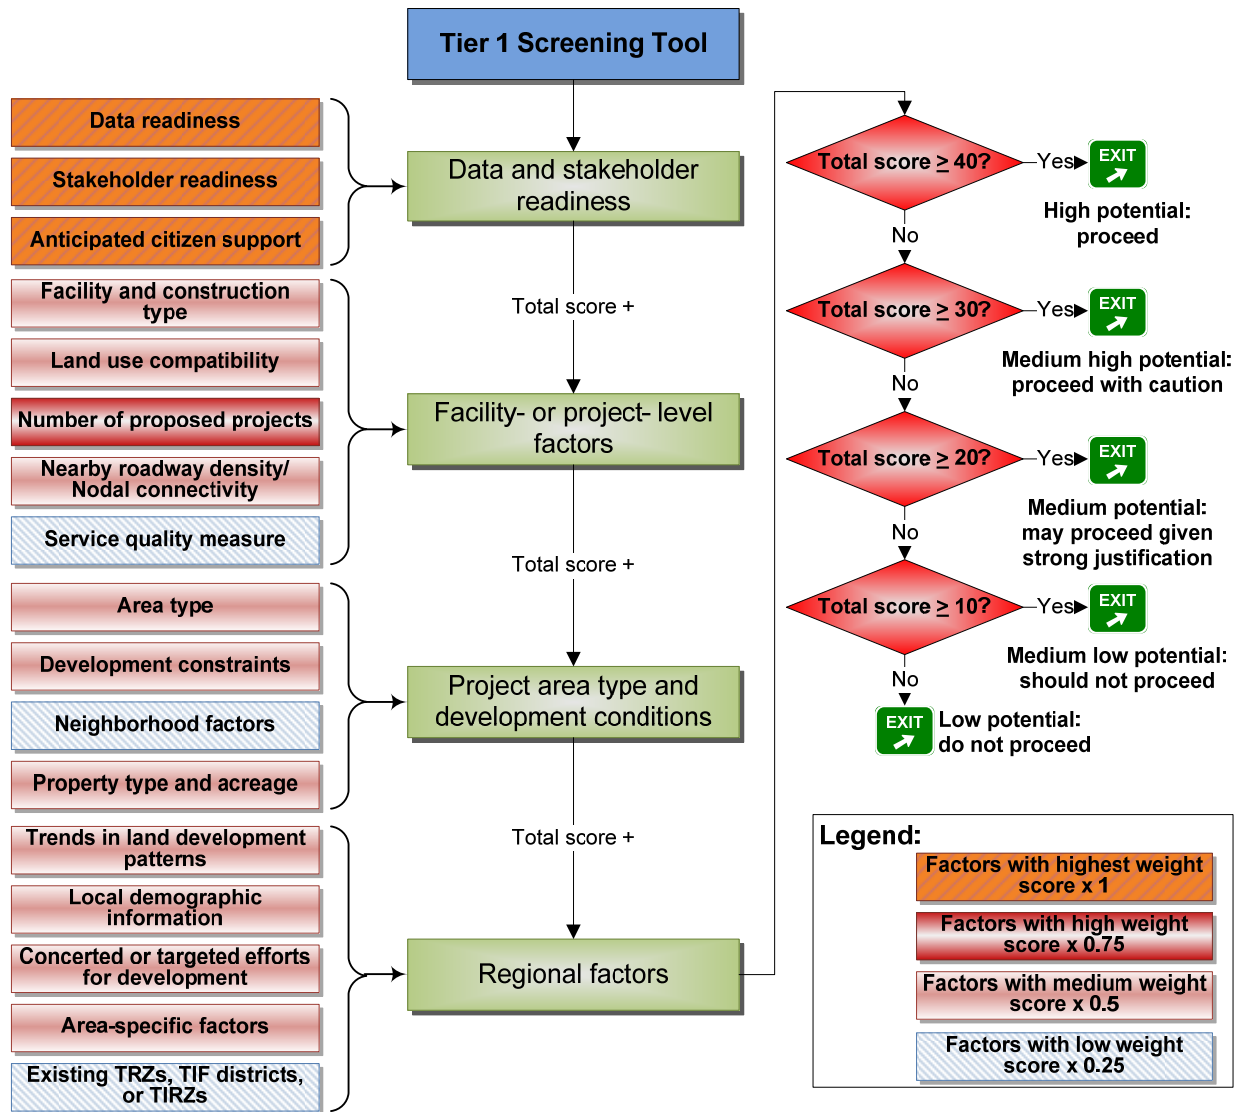 Tier 1 Screening Tool
Data readiness
Stakeholder readiness
Anticipated citizen support
Data and stakeholder
readiness
Total score +
Facility and construction
type
Land use compatibility
Number of proposed projects
Nearby roadway density/
Nodal connectivity
Service quality measure
Facility- or project- level
factors
Total score +
Area type
Development constraints
Neighborhood factors
Property type and acreage
Project area type and
development conditions
Total score +
Trends in land development
patterns
Local demographic
information
Concerted or targeted efforts
for development
Area-specific factors
Existing TRZs, TIF districts,
or TIRZs
Regional factors
Total score ≥ 40?
Yes
EXIT
High potential:
proceed
No
Total score ≥ 30?
Yes
EXIT
Medium high potential:
proceed with caution
No
Total score ≥ 20?
Yes
EXIT
Medium potential:
may proceed given
strong justification
No
Total score ≥ 10?
Yes
EXIT
Medium low potential:
should not proceed
No
EXIT
Low potential:
do not proceed
Legend:
Factors with highest weight
score x 1
Factors with high weight
score x 0.75
Factors with medium weight
score x 0.5
Factors with low weight
score x 0.25